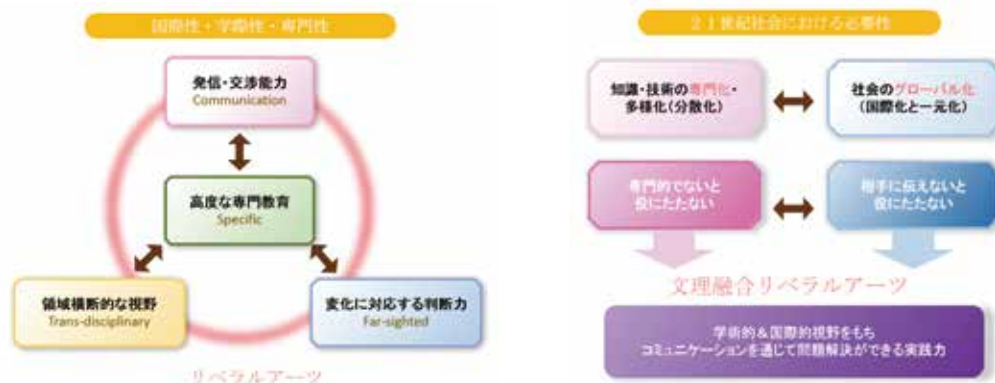 国際性・学際性・専門性
発信・交渉能力
Communication
高度な専門教育
Specific
領域横断的な視野
Trans-disciplinary
変化に対応する判断力
Far-sighted
リベラルアーツ
21世紀社会における必要性
知識・技術の専門化・
多様化(分散化)
社会のグローバル化
(国際化と一元化)
専門的でないと
役にたたない
相手に伝えないと
役にたたない
文理融合リベラルアーツ
学術的&国際的視野をもち
コミュニケーションを通じて問題解決ができる実践力